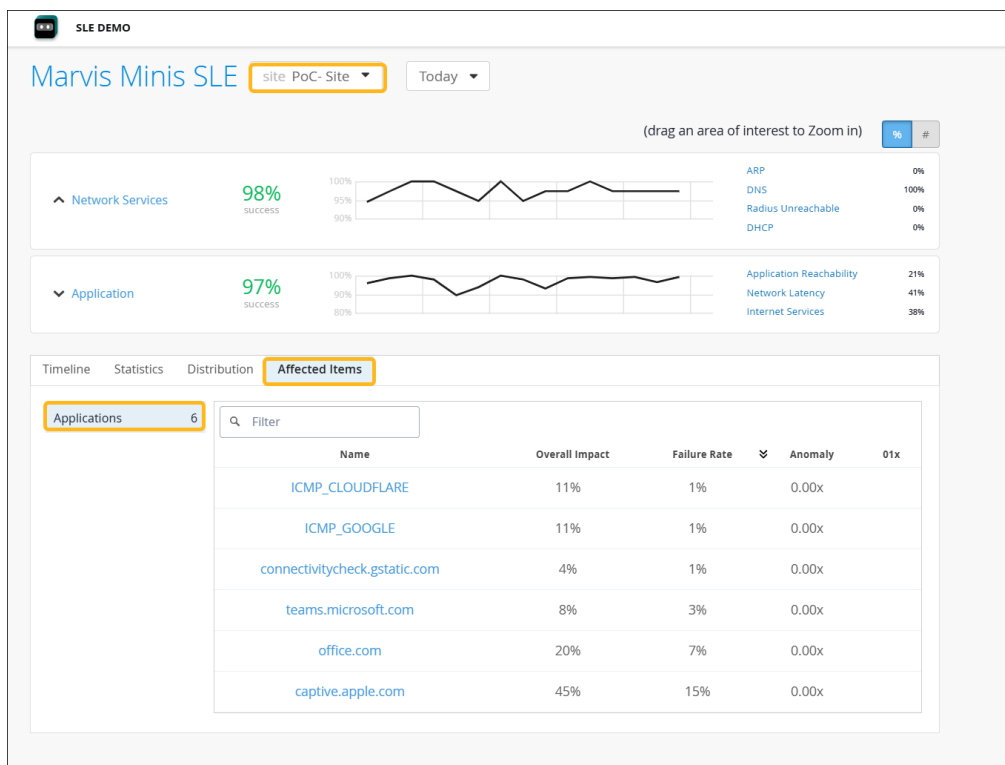 SLE DEMO
Marvis Minis SLE site PoC- Site Today
(drag an area of interest to Zoom in) % #
Network Services
98%
success
100%
95%
90%
ARP 0%
DNS 100%
Radius Unreachable 0%
DHCP 0%
Application
97%
success
100%
90%
80%
Application Reachability 21%
Network Latency 41%
Internet Services 38%
Timeline Statistics Distribution Affected Items
Applications 6
Filter
Name Overall Impact Failure Rate Anomaly 01x
ICMP_CLOUDFLARE 11% 1% 0.00x
ICMP_GOOGLE 11% 1% 0.00x
connectivitycheck.gstatic.com 4% 1% 0.00x
teams.microsoft.com 8% 3% 0.00x
office.com 20% 7% 0.00x
captive.apple.com 45% 15% 0.00x